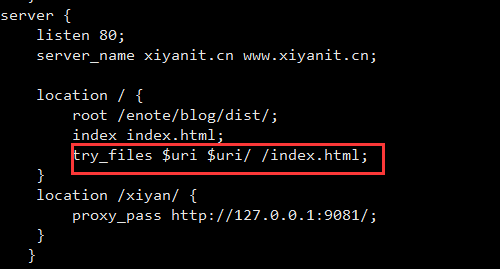 server {
listen 80;
server_name xiyanit.cn www.xiyanit.cn;
location / {
root /enote/blog/dist/;
index index.html;
try_files $uri $uri/ /index.html;
}
location /xiyan/ {
proxy_pass http://127.0.0.1:9081/;
}
}